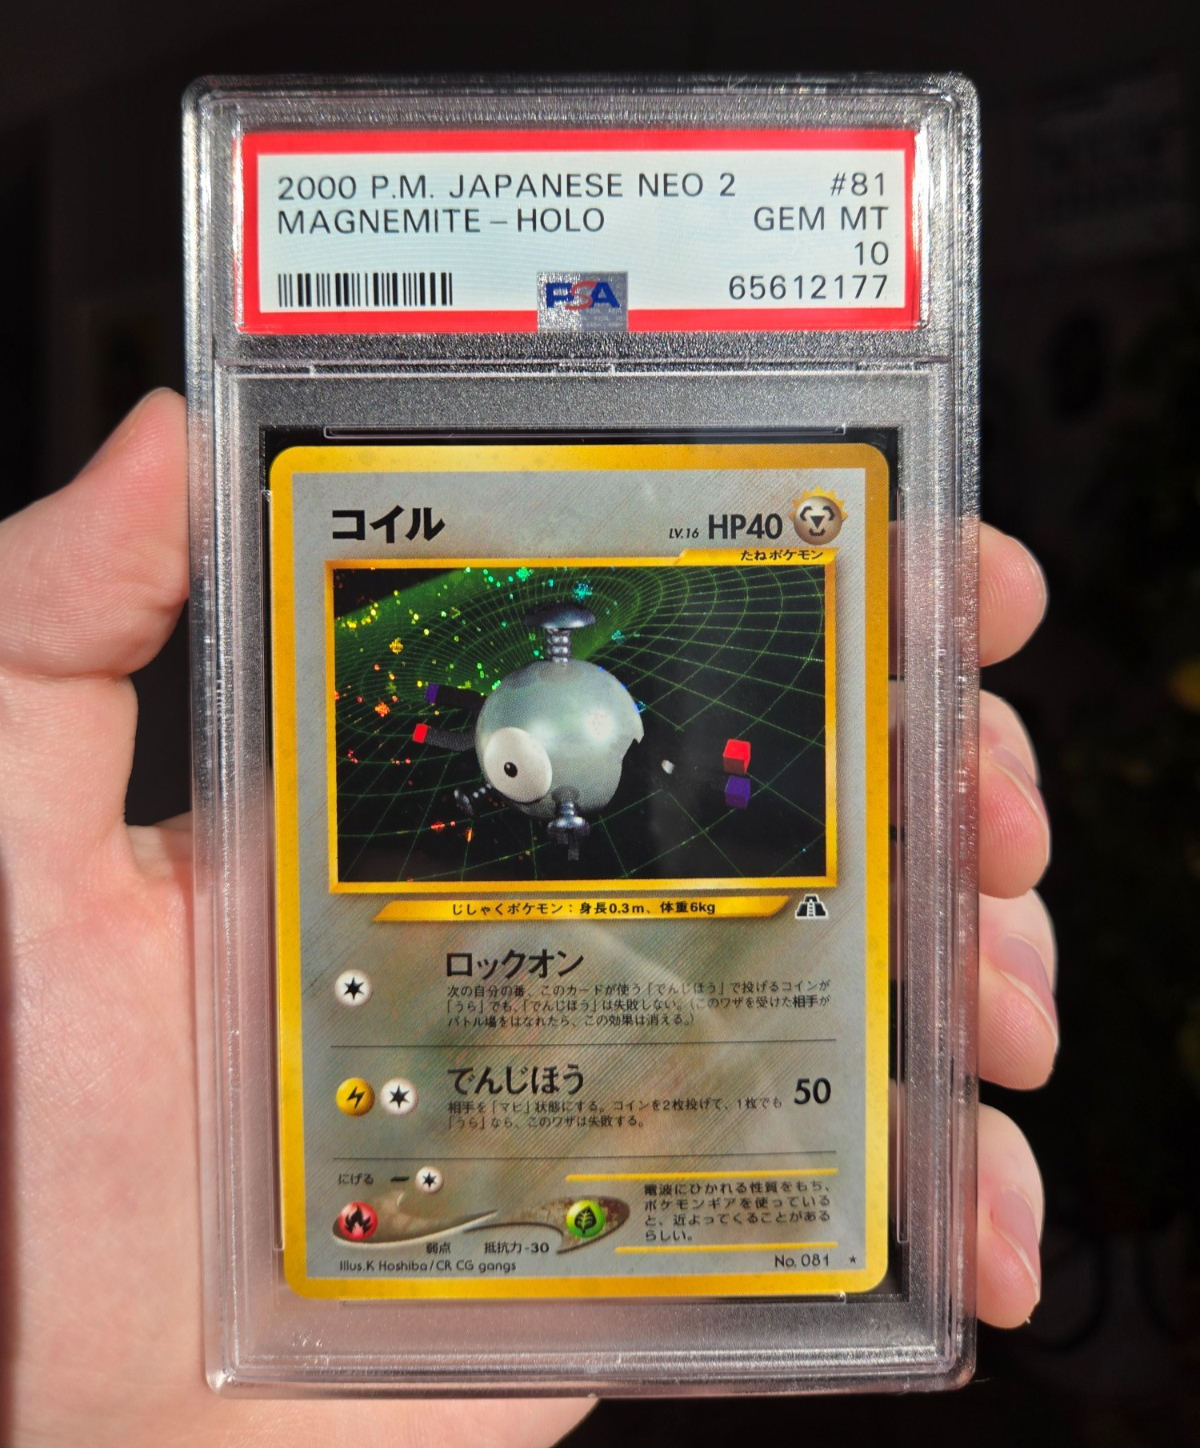 2000 P.M. JAPANESE NEO 2 #81
MAGNEMITE - HOLO GEM MT
10
PSA 65612177
コイル LV.16 HP40
たねポケモン
じしゃくポケモン：身長0.3m、体重6kg
ロックオン
次の自分の番、このカードが使う「でんじほう」で投げるコインが
「うら」でも、「でんじほう」は失敗しない。（このワザを受けた相手が
バトル場をはなれたら、この効果は消える。）
でんじほう 50
相手を「マヒ」状態にする。コインを2枚投げて、1枚でも
「うら」なら、このワザは失敗する。
にげる
弱点 抵抗力-30
電波にひかれる性質をもち、
ポケモンギアを使っている
と、近よってくることがある
らしい。
Illus.K Hoshiba/CR CG gangs
No. 081 ★